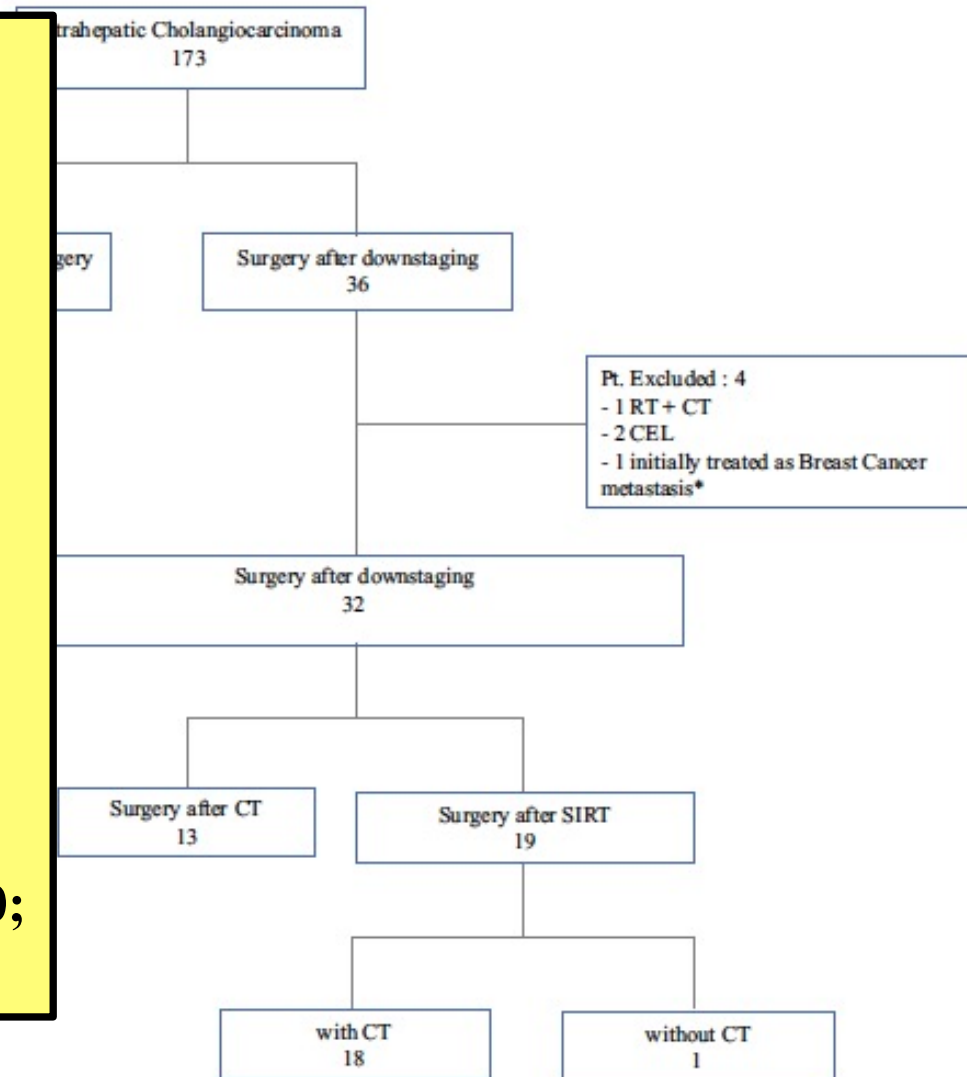 trahepatic Cholangiocarcinoma
173
gery
Surgery after downstaging
36
Pt. Excluded : 4
- 1 RT + CT
- 2 CEL
- 1 initially treated as Breast Cancer
metastasis*
Surgery after downstaging
32
Surgery after CT
13
Surgery after SIRT
19
);
with CT
18
without CT
1